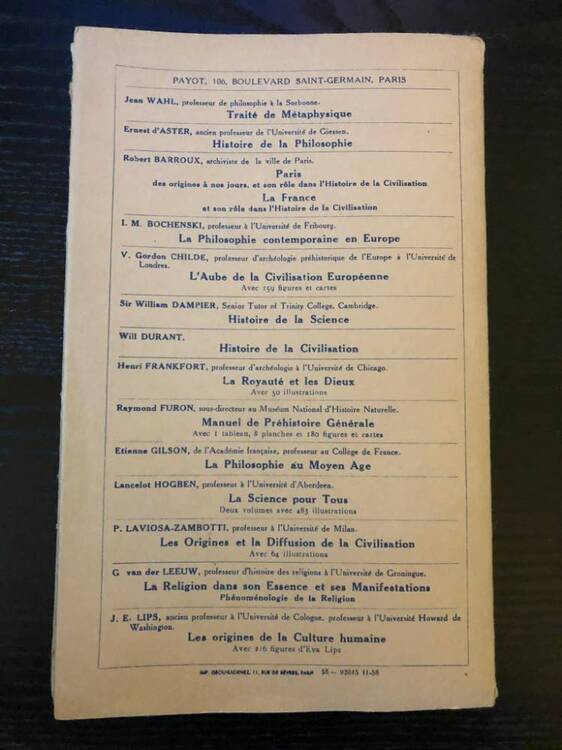 PAYOT, 106, BOULEVARD SAINT-GERMAIN, PARIS
Jean WAHL, professeur de philosophie à la Sorbonne.
Traité de Métaphysique
Ernest d'ASTER, ancien professeur de l'Université de Giessen.
Histoire de la Philosophie
Robert BARROUX, archiviste de la ville de Paris.
Paris
des origines à nos jours, et son rôle dans l'Histoire de la Civilisation
La France
et son rôle dans l'Histoire de la Civilisation
I. M. BOCHENSKI, professeur à l'Université de Fribourg.
La Philosophie contemporaine en Europe
V. Gordon CHILDE, professeur d'archéologie préhistorique de l'Europe à l'Université de
Londres.
L'Aube de la Civilisation Européenne
Avec 159 figures et cartes
Sir William DAMPIER, Senior Tutor of Trinity College, Cambridge.
Histoire de la Science
Will DURANT.
Histoire de la Civilisation
Henri FRANKFORT, professeur d'archéologie à l'Université de Chicago.
La Royauté et les Dieux
Avec 50 illustrations
Raymond FURON, sous-directeur au Muséum National d'Histoire Naturelle.
Manuel de Préhistoire Générale
Avec 1 tableau, 8 planches et 180 figures et cartes
Etienne GILSON, de l'Académie française, professeur au Collège de France.
La Philosophie au Moyen Age
Lancelot HOGBEN, professeur à l'Université d'Aberdeen.
La Science pour Tous
Deux volumes avec 483 illustrations
P. LAVIOSA-ZAMBOTTI, professeur à l'Université de Milan.
Les Origines et la Diffusion de la Civilisation
Avec 64 illustrations
G van der LEEUW, professeur d'histoire des religions à l'Université de Groningue.
La Religion dans son Essence et ses Manifestations
Phénoménologie de la Religion
J. E. LIPS, ancien professeur à l'Université de Cologne, professeur à l'Université Howard de
Washington.
Les origines de la Culture humaine
Avec 216 figures d'Eva Lips
11, RUE DE SÈVRES, PARIS 58 — 11-58